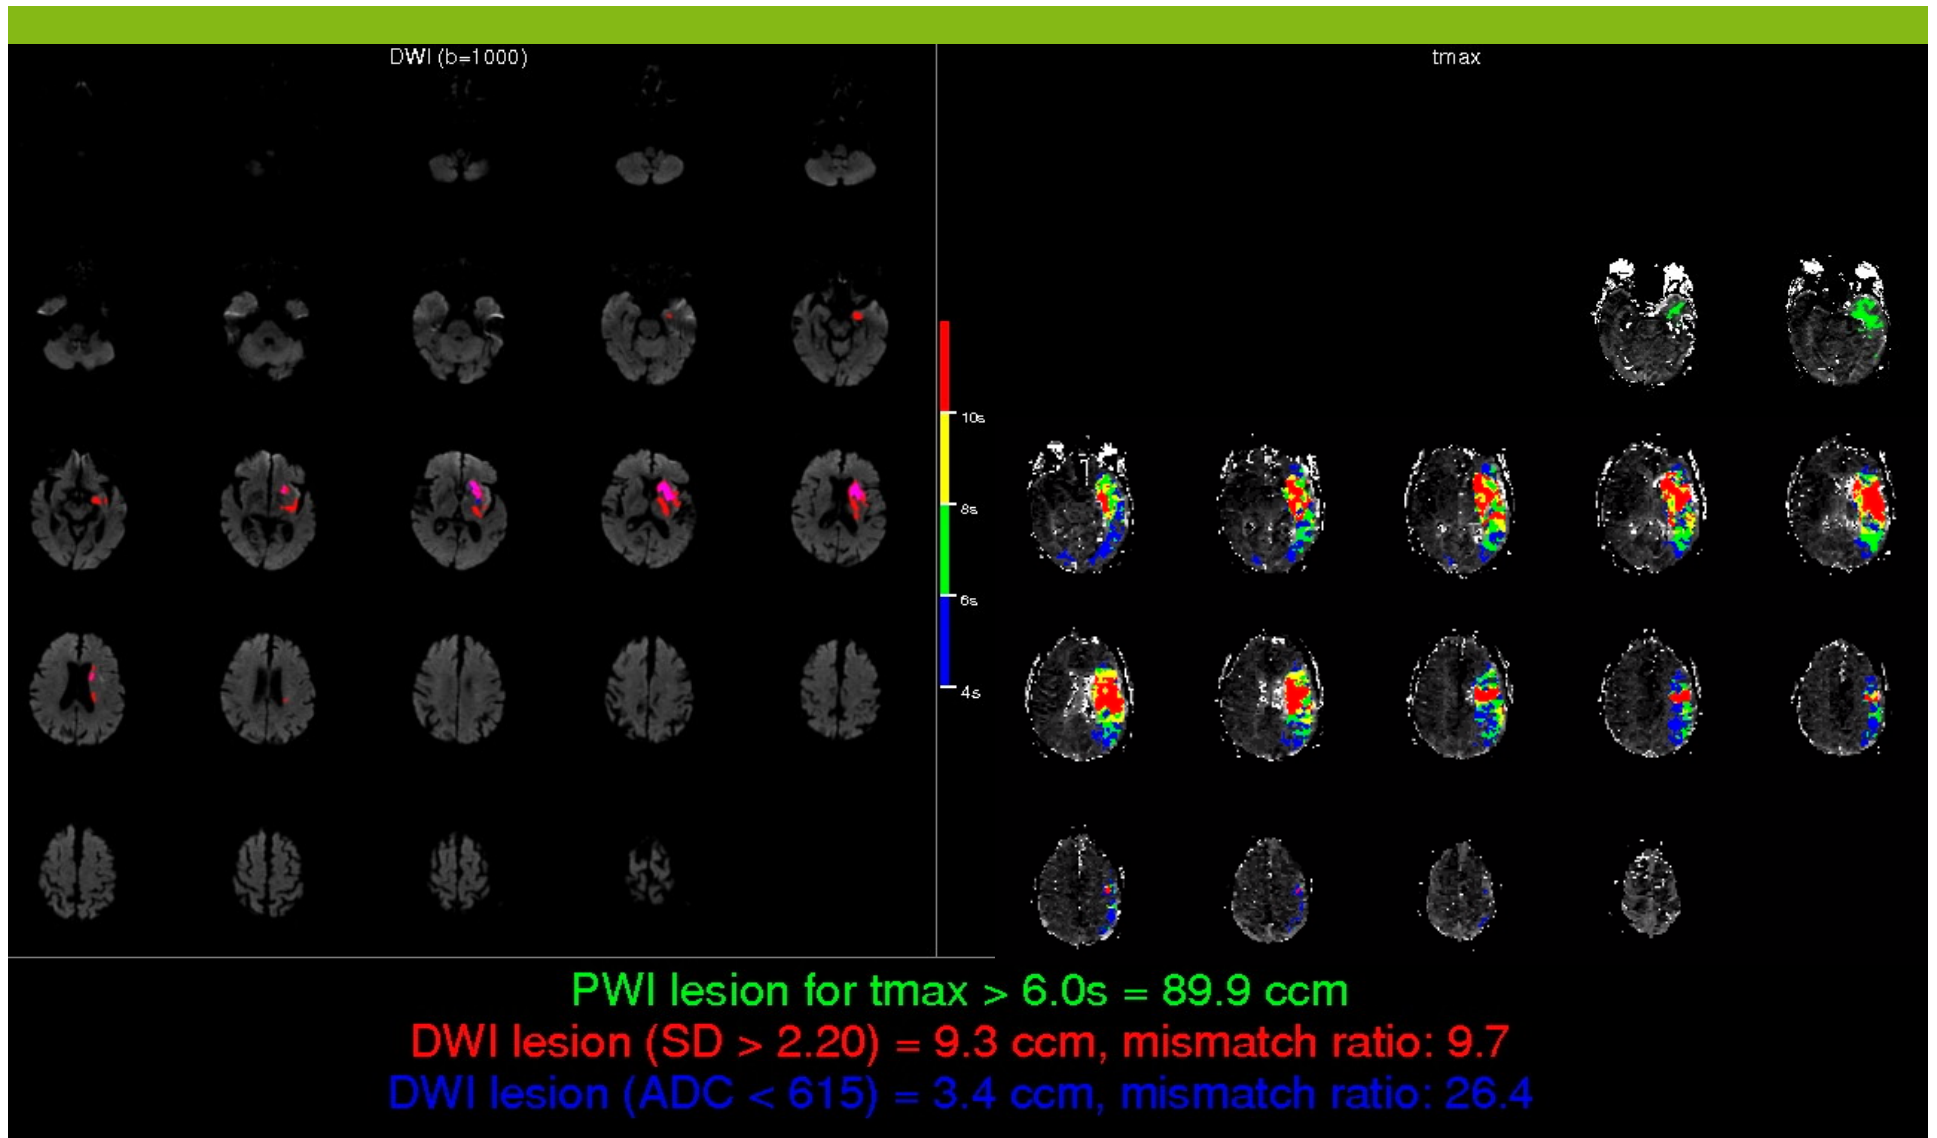 DWI (b=1000)
tmax
10s
8s
6s
4s
PWI lesion for tmax > 6.0s = 89.9 ccm
DWI lesion (SD > 2.20) = 9.3 ccm, mismatch ratio: 9.7
DWI lesion (ADC < 615) = 3.4 ccm, mismatch ratio: 26.4